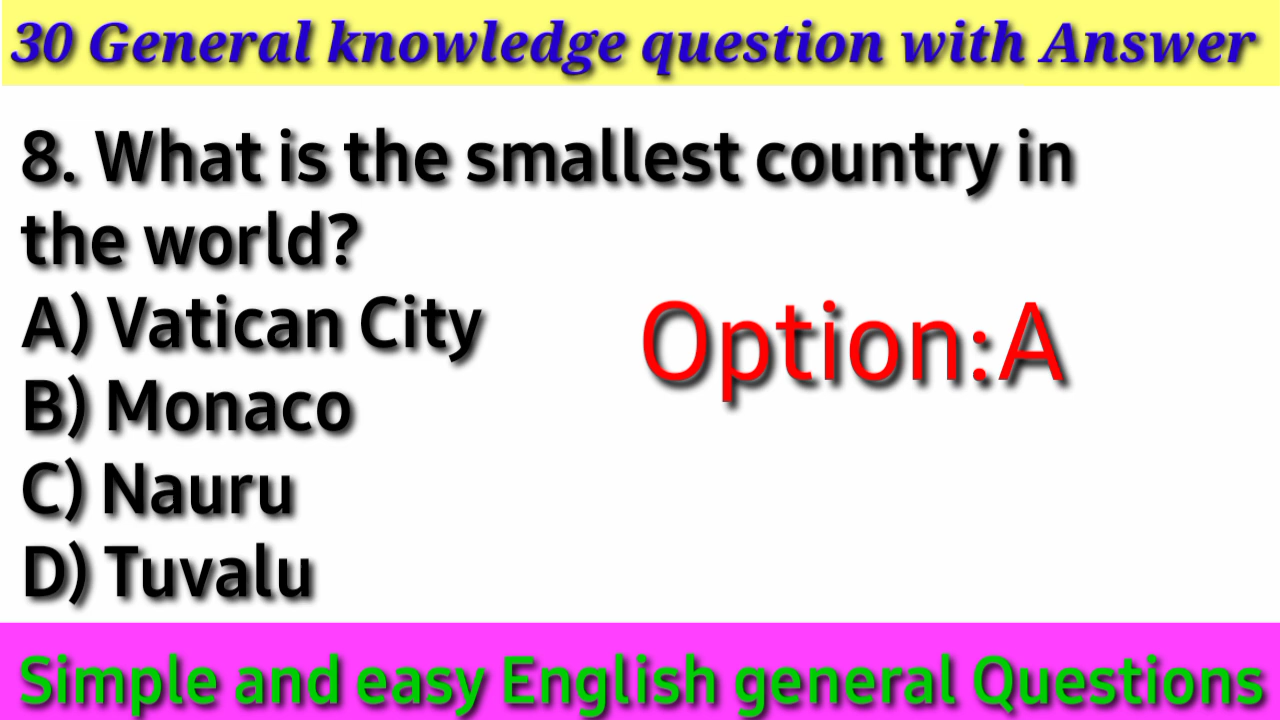 30 General knowledge question with Answer
8. What is the smallest country in
the world?
A) Vatican City
Option:A
B) Monaco
C) Nauru
D) Tuvalu
Simple and easy English general Questions